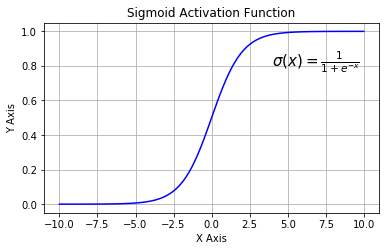 Sigmoid Activation Function
1.0
0.8
0.6
0.4
0.2
0.0
Y Axis
σ(x) = 1/(1+e^{-x})
−10.0 −7.5 −5.0 −2.5 0.0 2.5 5.0 7.5 10.0
X Axis